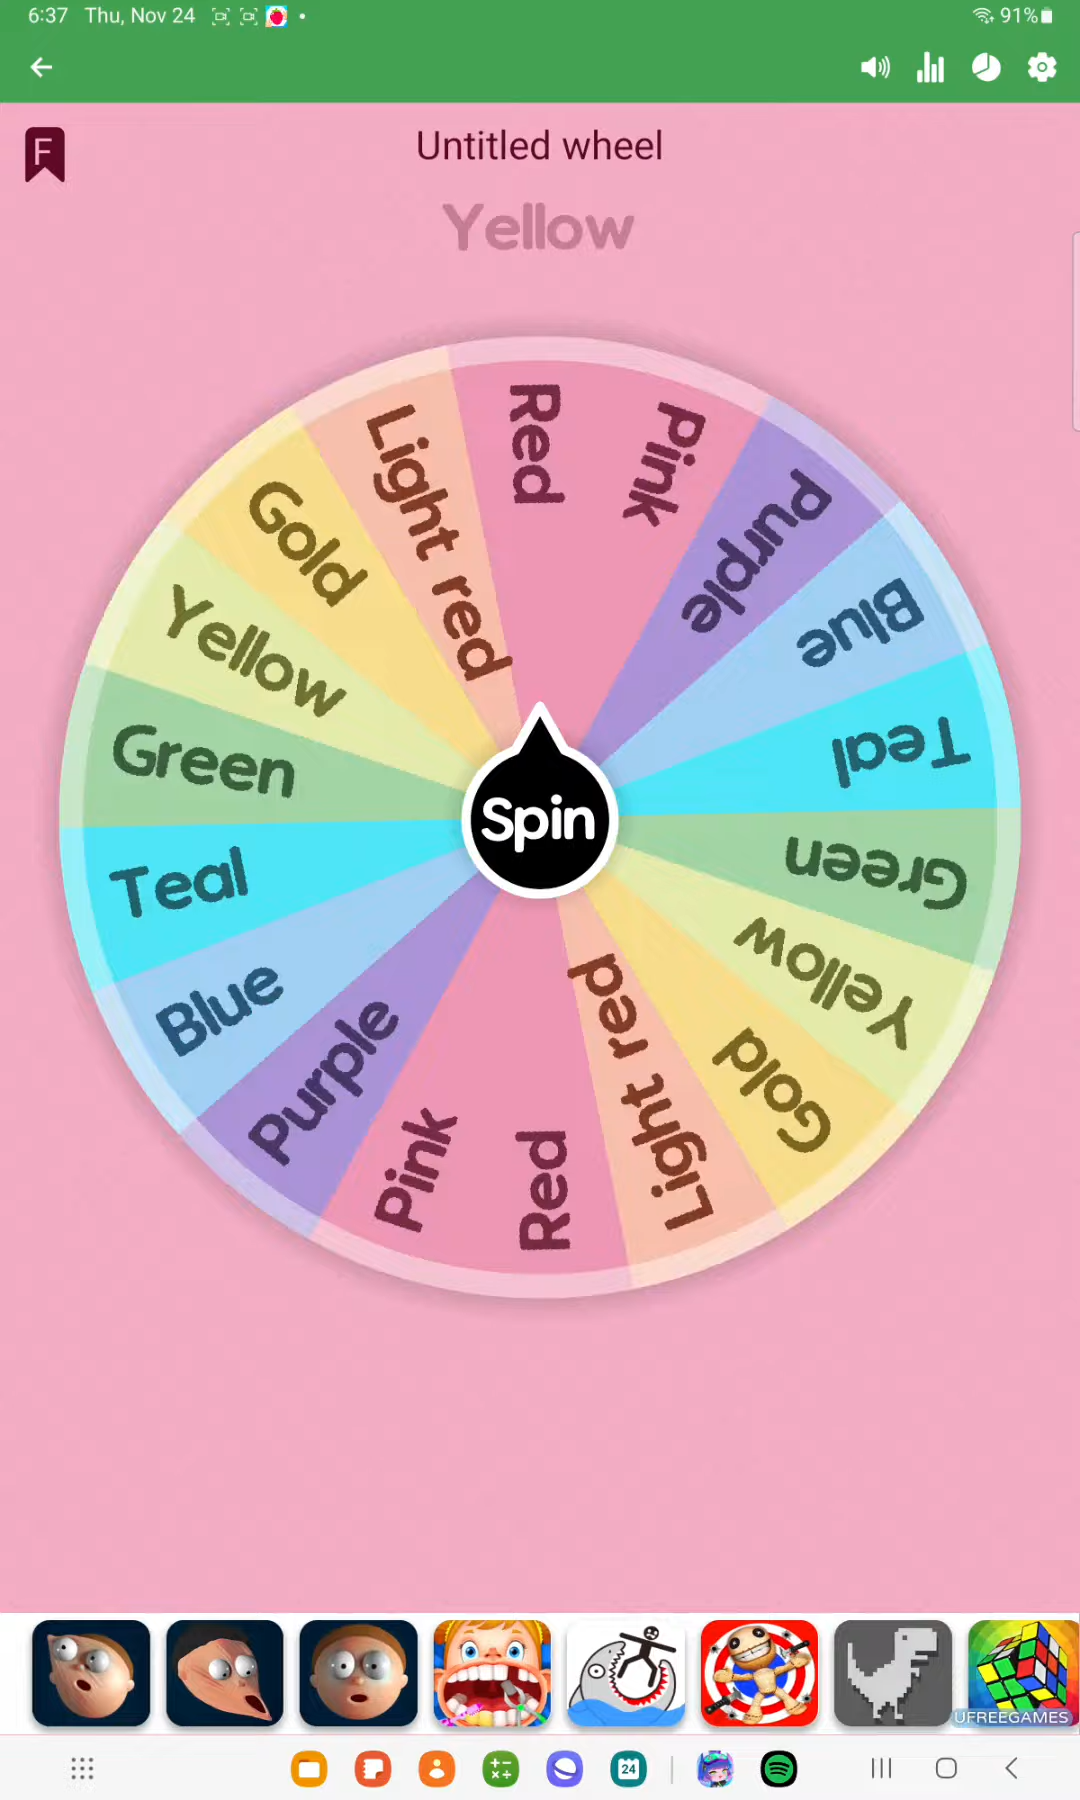 6:37 Thu, Nov 24
91%
F
Untitled wheel
Yellow
Red
Pink
Purple
Blue
Teal
Green
Yellow
Gold
Light red
Red
Pink
Purple
Blue
Teal
Green
Yellow
Gold
Light red
Spin
UFREEGAMES
24